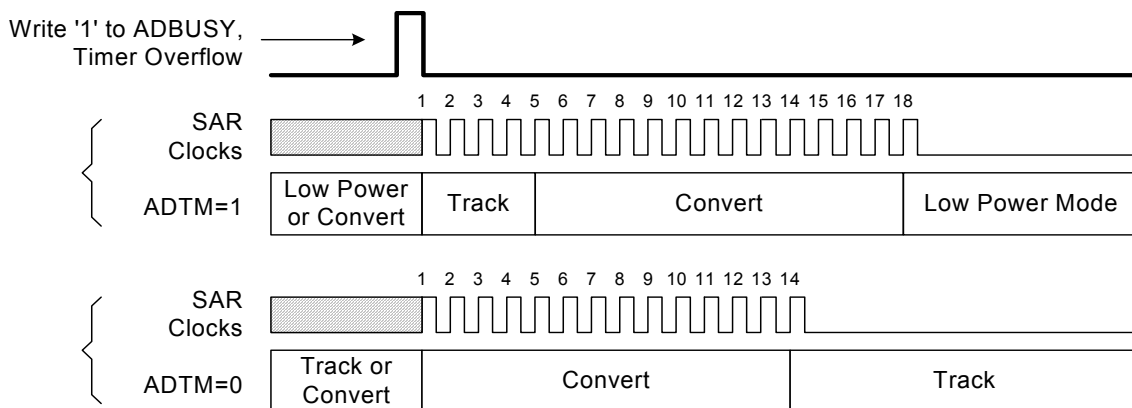 Write '1' to ADBUSY,
Timer Overflow
1 2 3 4 5 6 7 8 9 10 11 12 13 14 15 16 17 18
SAR
Clocks
ADTM=1
Low Power
or Convert
Track
Convert
Low Power Mode
1 2 3 4 5 6 7 8 9 10 11 12 13 14
SAR
Clocks
ADTM=0
Track or
Convert
Convert
Track